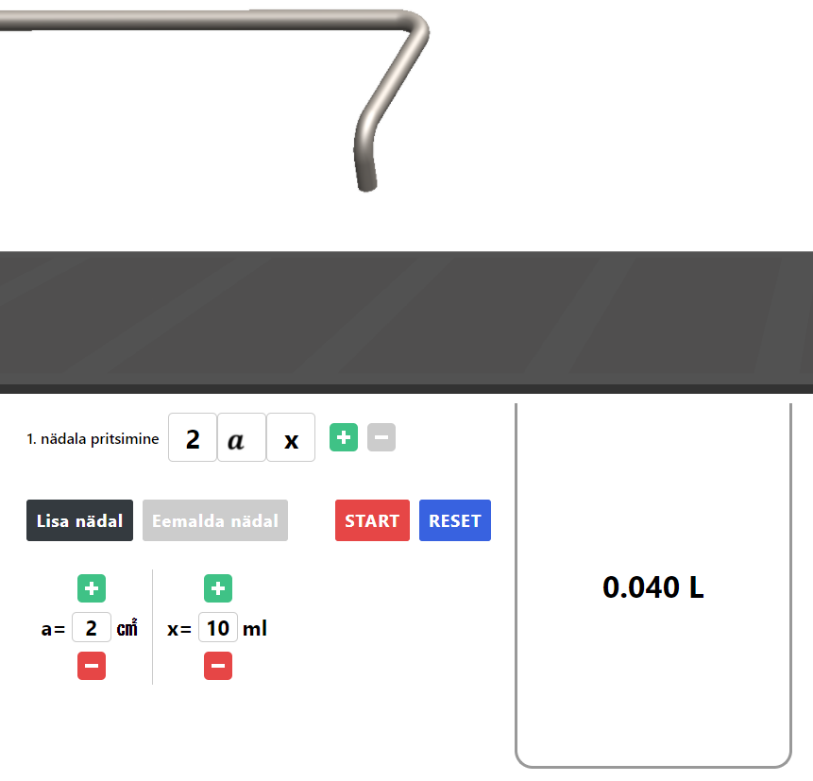 1. nädala pritsimine 2 a x + −
Lisa nädal Eemalda nädal START RESET
+ +
a= 2 cm² x= 10 ml
− −
0.040 L